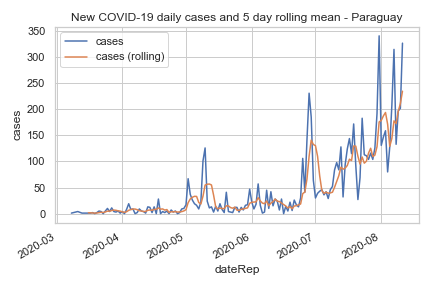 New COVID-19 daily cases and 5 day rolling mean - Paraguay
cases
cases (rolling)
350
300
250
200
150
100
50
0
cases
2020-03
2020-04
2020-05
2020-06
2020-07
2020-08
dateRep